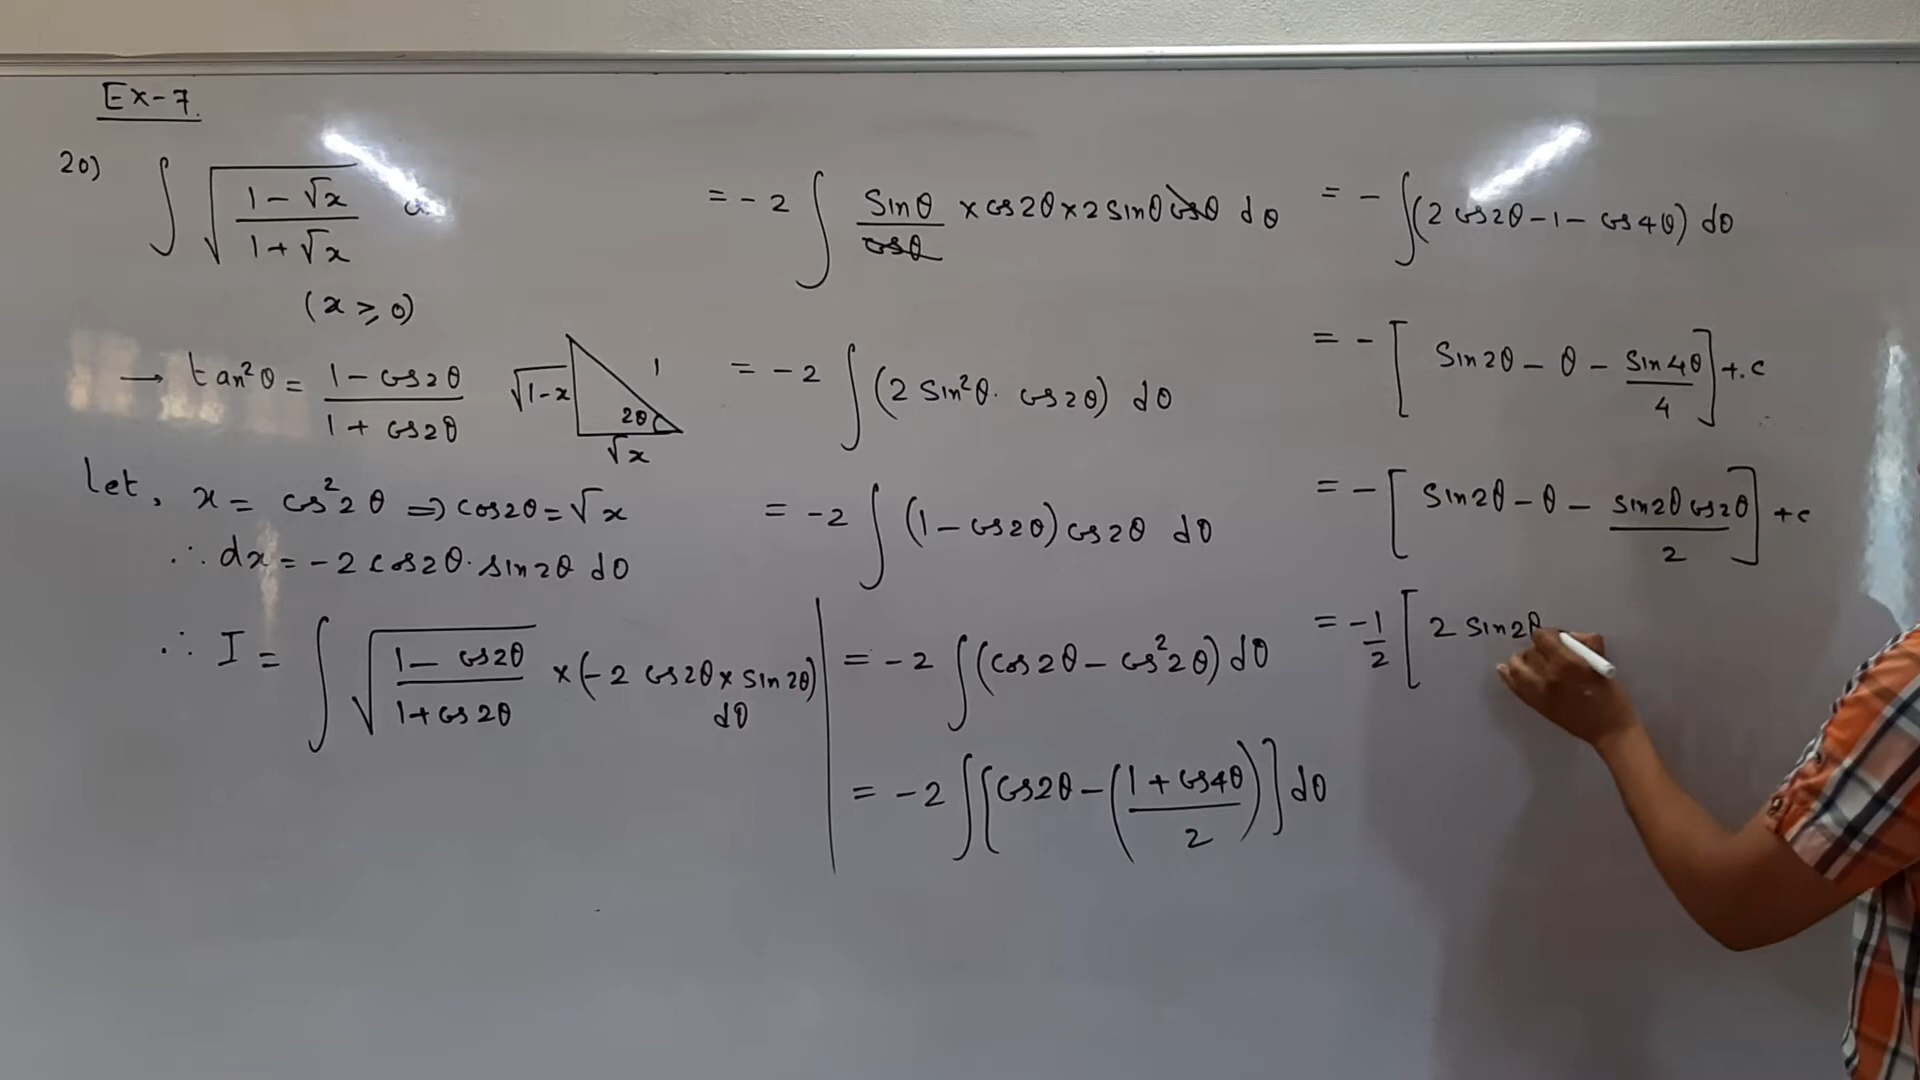 Ex-7.
20) ∫ √((1-√x)/(1+√x))
(x ≥ 0)
→ tan²θ = (1-cos2θ)/(1+cos2θ)
√1-x 1 2θ √x
Let, x = cos²2θ ⇒ cos2θ = √x
∴ dx = -2 cos2θ·sin2θ dθ
∴ I = ∫ √((1-cos2θ)/(1+cos2θ)) × (-2 cos2θ × sin2θ) dθ
= -2 ∫ (sinθ/cosθ) × cos2θ × 2 sinθ cosθ dθ
= -2 ∫ (2 sin²θ· cos2θ) dθ
= -2 ∫ (1-cos2θ) cos2θ dθ
= -2 ∫ (cos2θ - cos²2θ) dθ
= -2 ∫ [cos2θ - ((1+cos4θ)/2)] dθ
= - ∫ (2 cos2θ - 1 - cos4θ) dθ
= - [ sin2θ - θ - sin4θ/4 ] + c
= - [ sin2θ - θ - (sin2θ cos2θ)/2 ] + c
= -1/2 [ 2 sin2θ